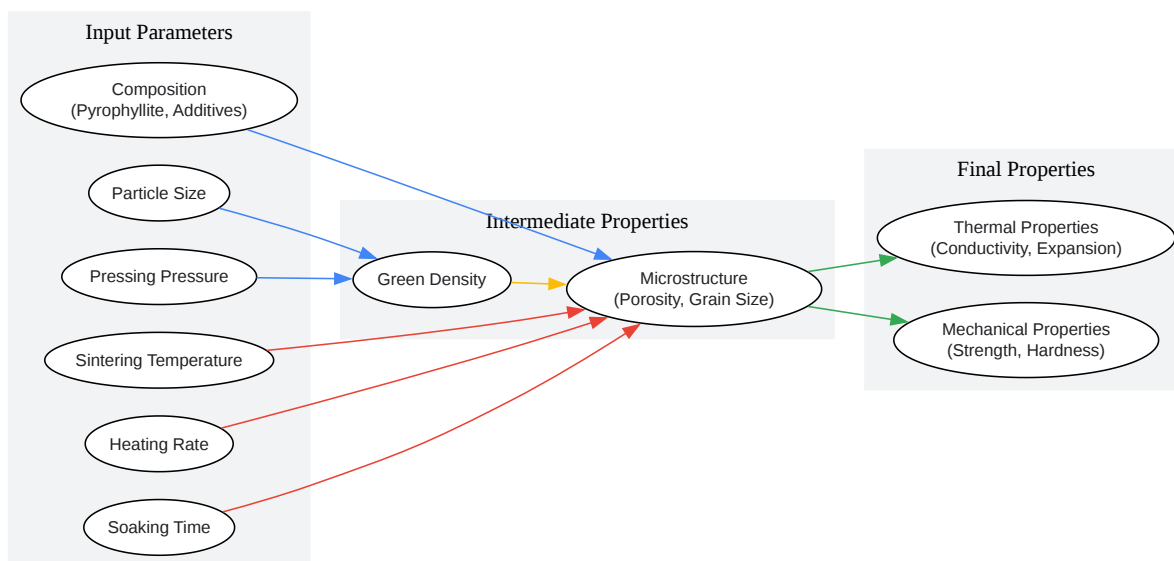 Input Parameters
Composition
(Pyrophyllite, Additives)
Particle Size
Pressing Pressure
Sintering Temperature
Heating Rate
Soaking Time
Intermediate Properties
Green Density
Microstructure
(Porosity, Grain Size)
Final Properties
Thermal Properties
(Conductivity, Expansion)
Mechanical Properties
(Strength, Hardness)